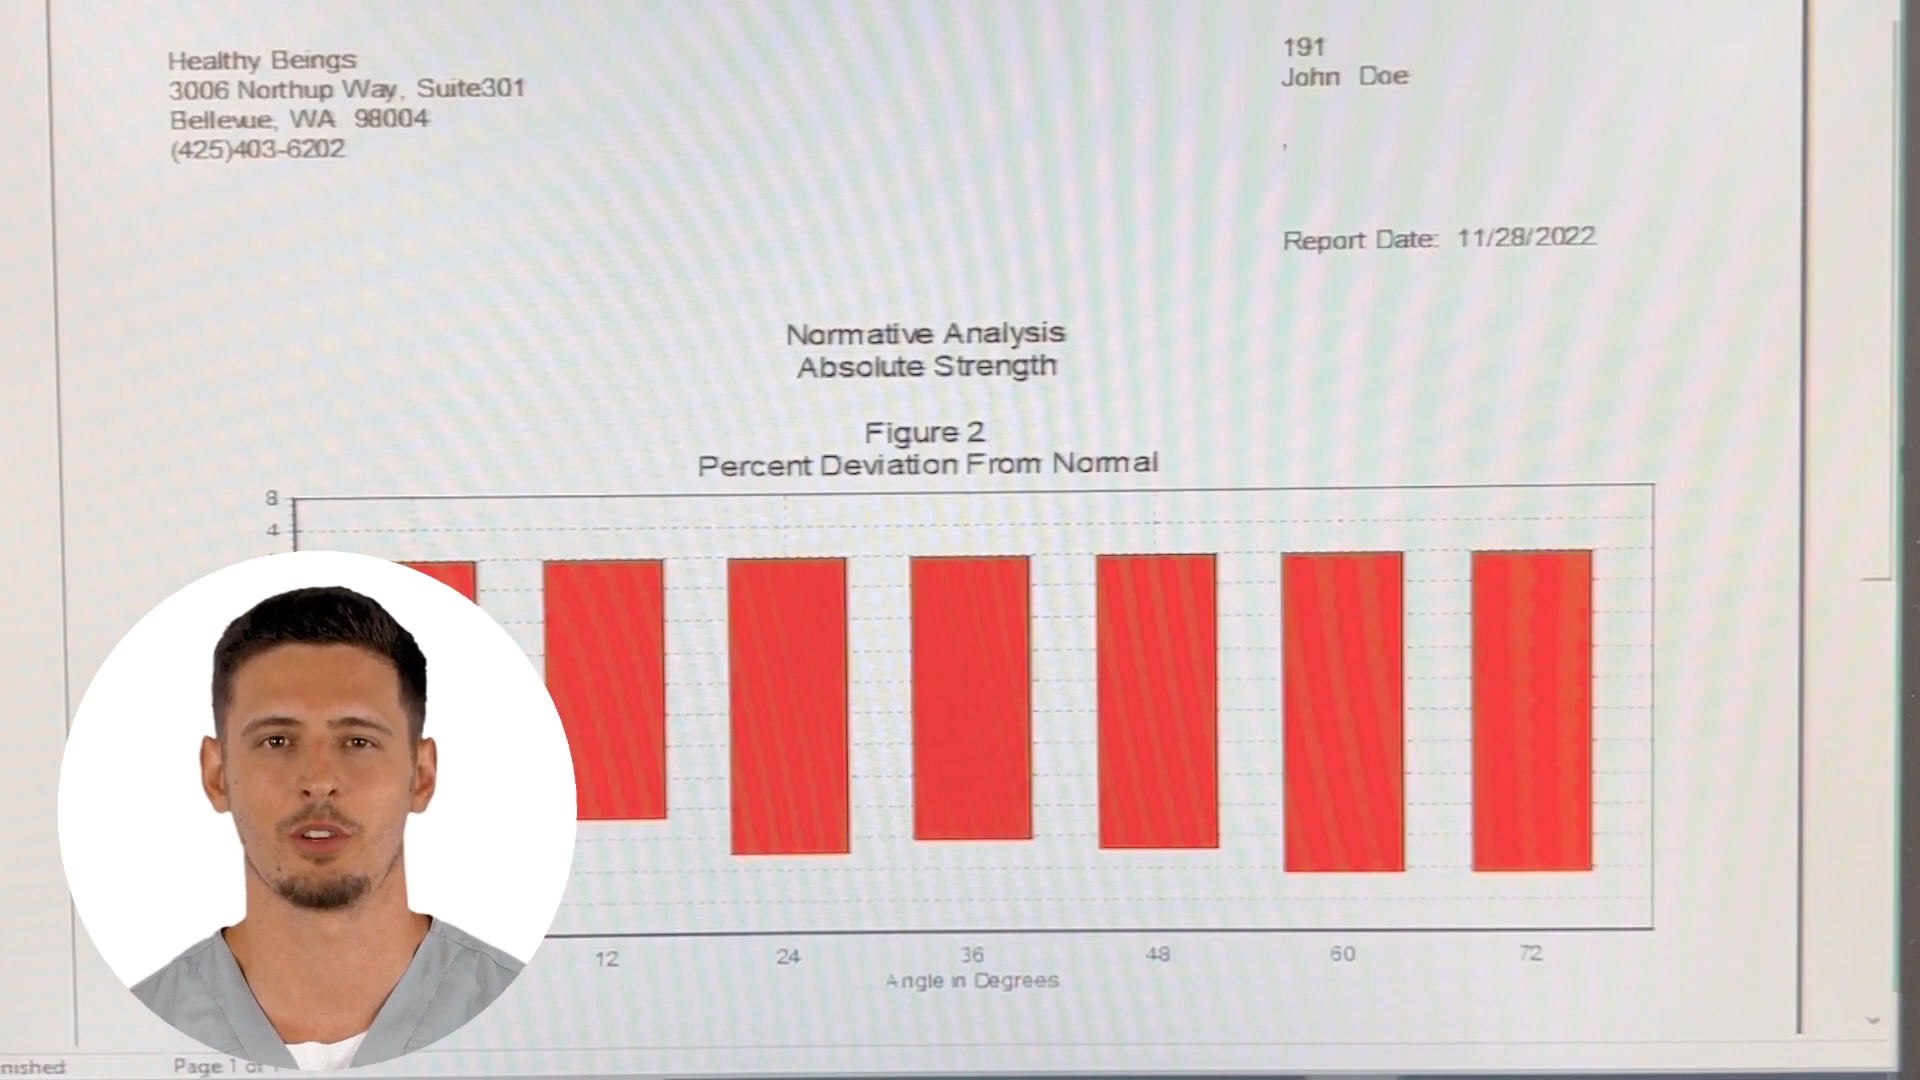 Healthy Beings
3006 Northup Way, Suite301
Bellevue, WA 98004
(425)403-6202
191
John Doe
,
Report Date: 11/28/2022
Normative Analysis
Absolute Strength
Figure 2
Percent Deviation From Normal
8
4
12
24
36
48
60
72
Angle in Degrees
nished
Page 1 of